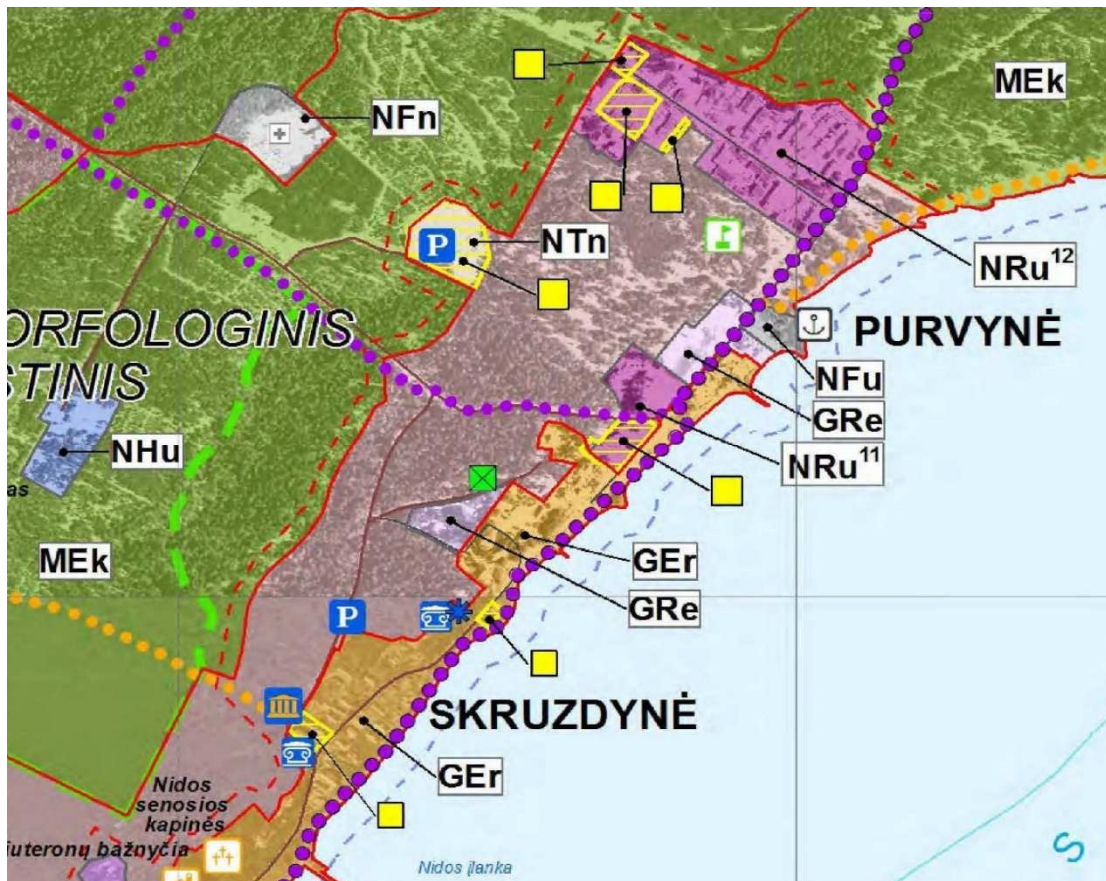 MEk
NFn
NTn
P
NRu¹²
ORFOLOGINIS
STINIS
PURVYNĖ
NFu
GRe
NHu
NRu¹¹
as
MEk
GEr
GRe
P
SKRUZDYNĖ
GEr
Nidos
senosios
kapinės
iuteronų bažnyčia
Nidos įlanka
S